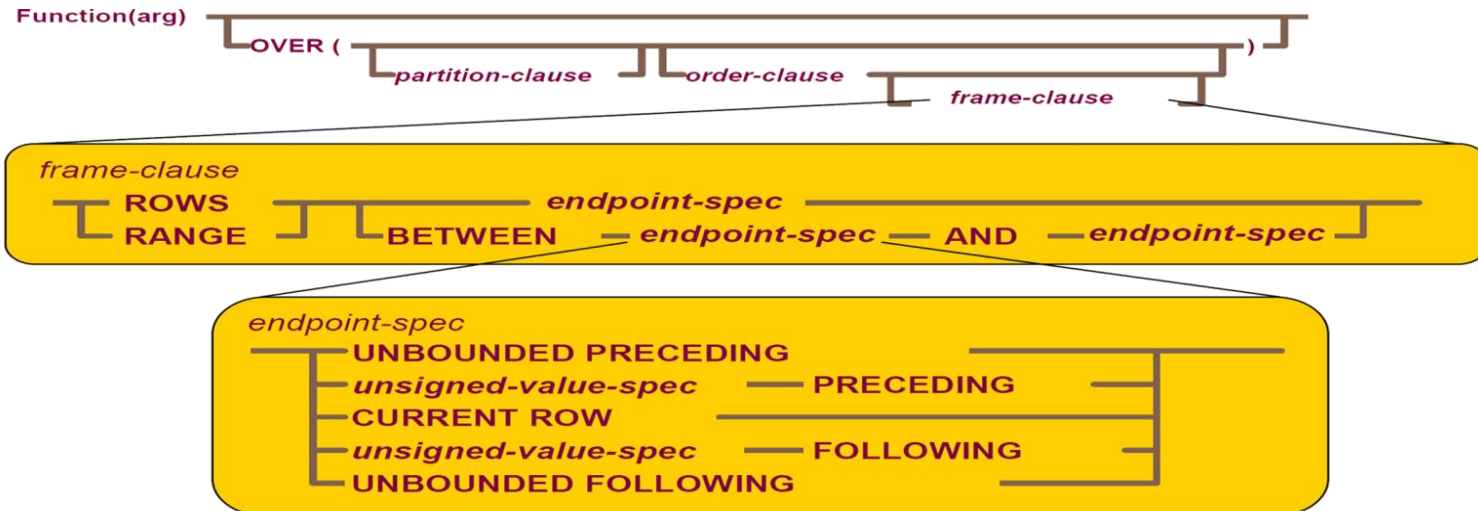 Function(arg)
OVER ( )
partition-clause order-clause
frame-clause
frame-clause
ROWS endpoint-spec
RANGE BETWEEN endpoint-spec AND endpoint-spec
endpoint-spec
UNBOUNDED PRECEDING
unsigned-value-spec PRECEDING
CURRENT ROW
unsigned-value-spec FOLLOWING
UNBOUNDED FOLLOWING